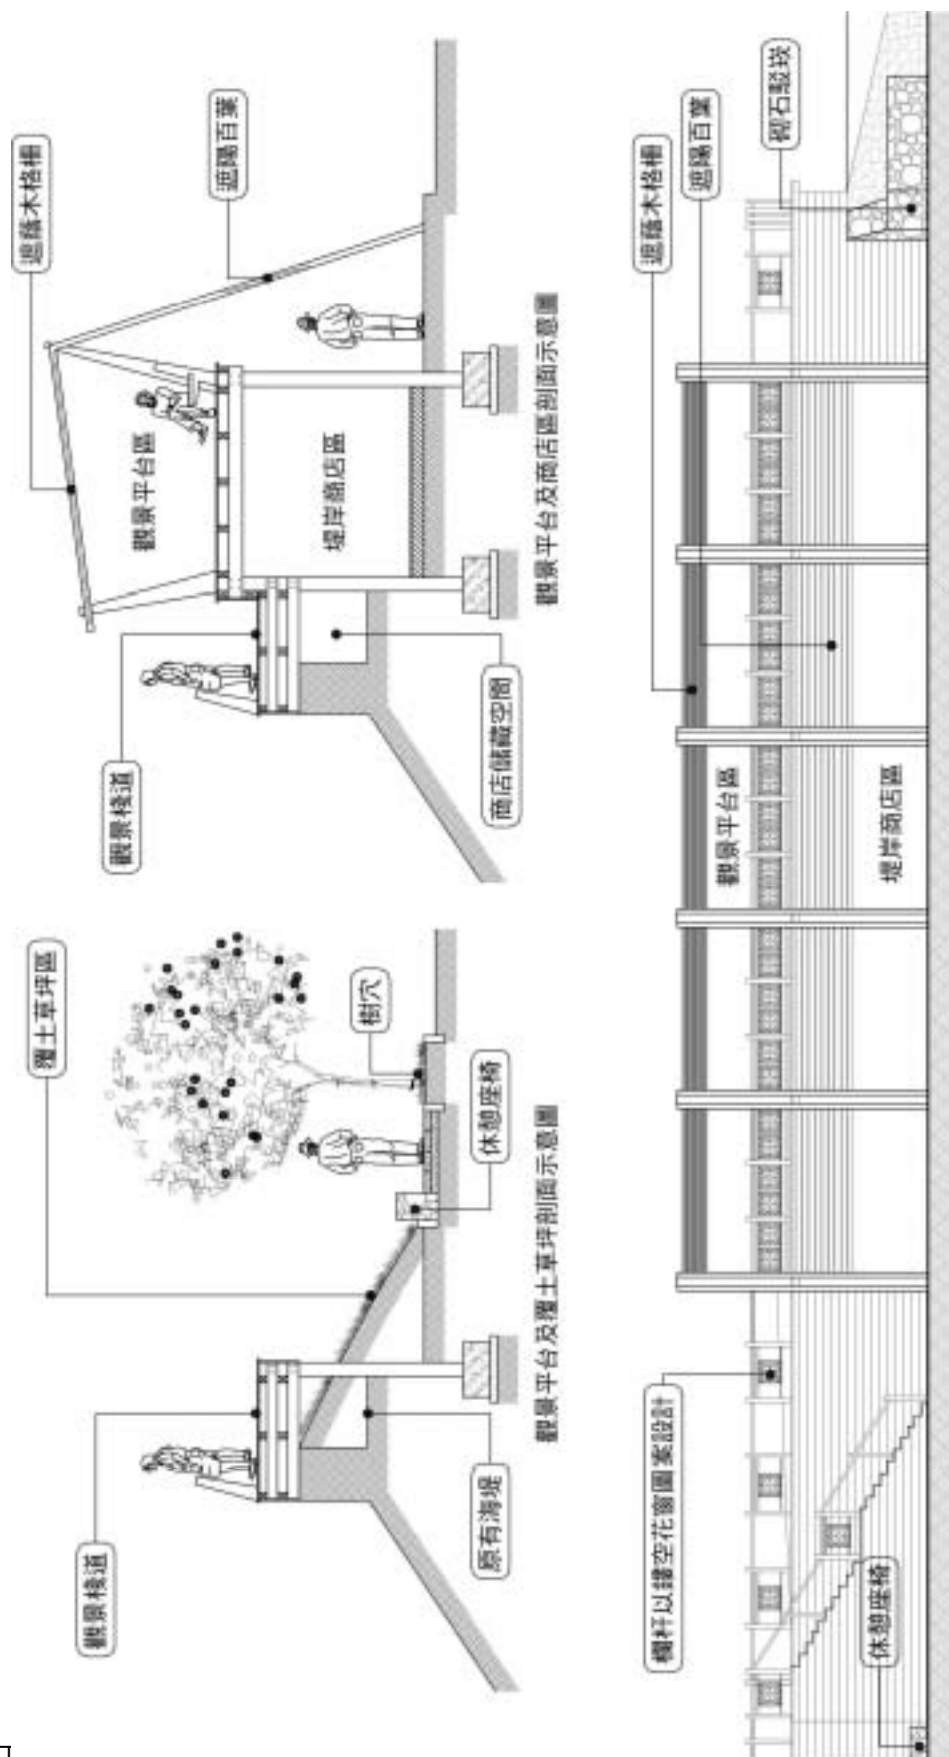 觀景棧道
覆土草坪區
原有海堤
休憩座椅
樹穴
觀景平台及覆土草坪剖面示意圖
觀景棧道
遮蔭木格柵
遮陽百葉
觀景平台區
堤岸商店區
商店儲藏空間
觀景平台及商店區剖面示意圖
欄杆以鏤空花窗圖案設計
休憩座椅
遮蔭木格柵
遮陽百葉
砌石駁崁
觀景平台區
堤岸商店區